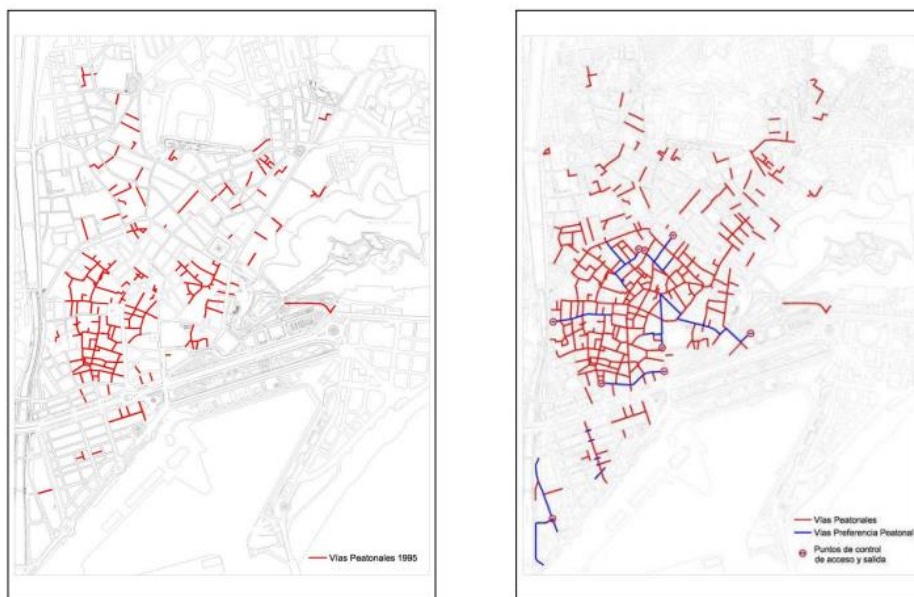 Vías Peatonales 1995
Vías Peatonales
Vías Preferencia Peatonal
Puntos de control
de acceso y salida